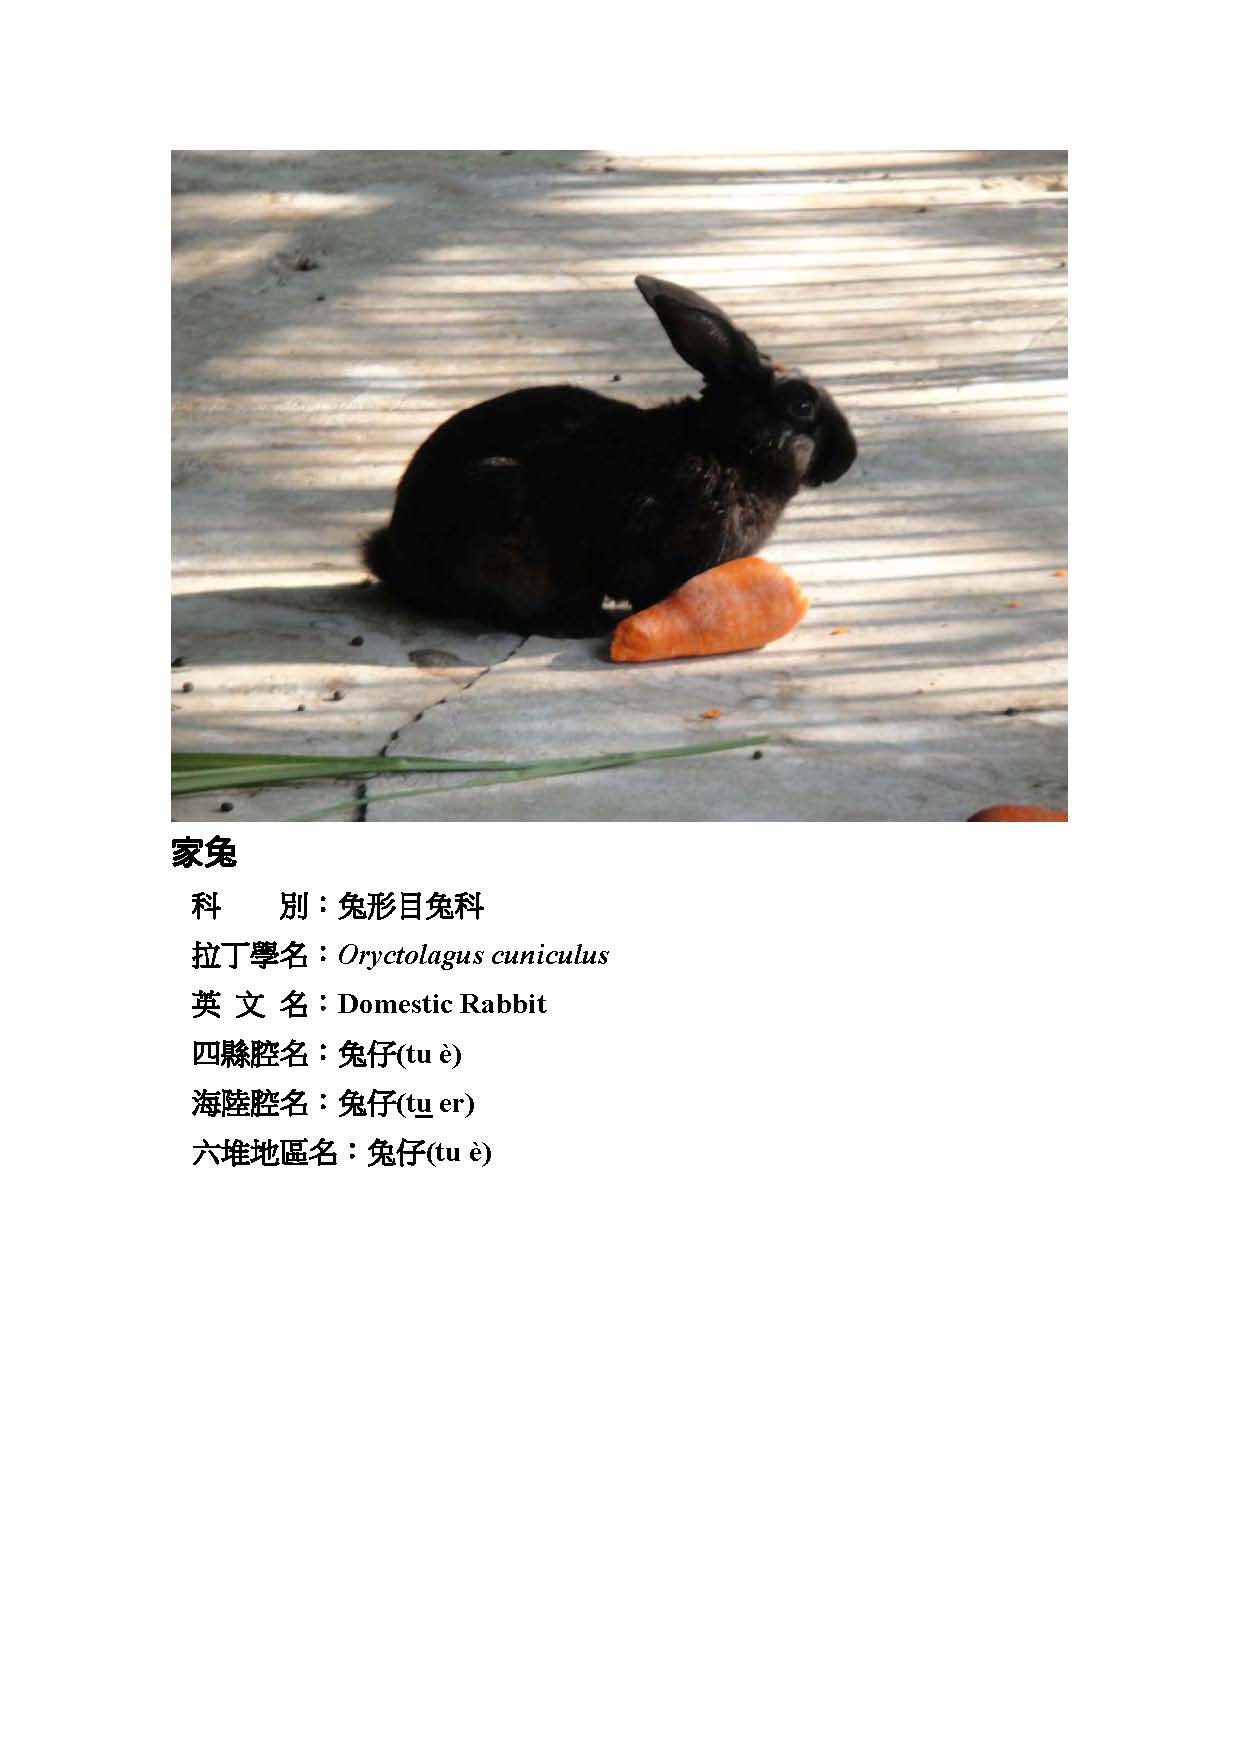 家兔
科　　別：兔形目兔科
拉丁學名：Oryctolagus cuniculus
英 文 名：Domestic Rabbit
四縣腔名：兔仔(tu è)
海陸腔名：兔仔(tu er)
六堆地區名：兔仔(tu è)